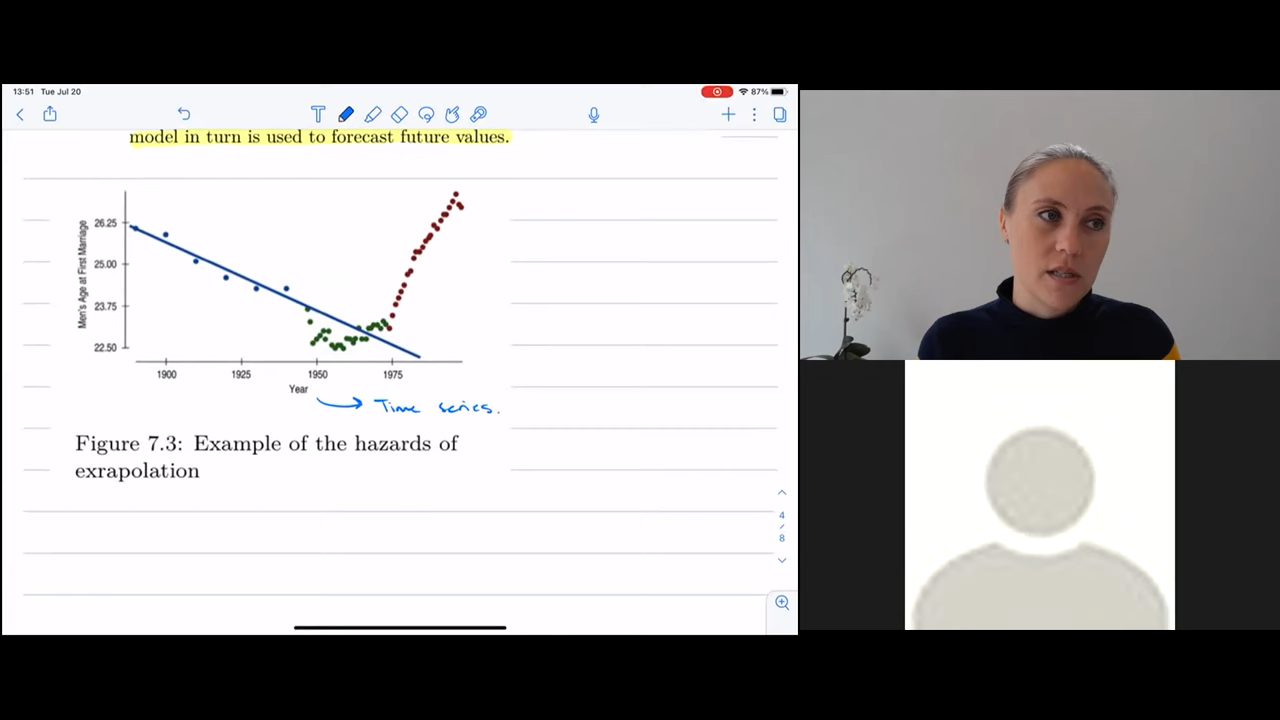 13:51 Tue Jul 20
87%
T
model in turn is used to forecast future values.
Men's Age at First Marriage
26.25
25.00
23.75
22.50
1900 1925 1950 1975
Year
Time series.
Figure 7.3: Example of the hazards of
exrapolation
4
/
8